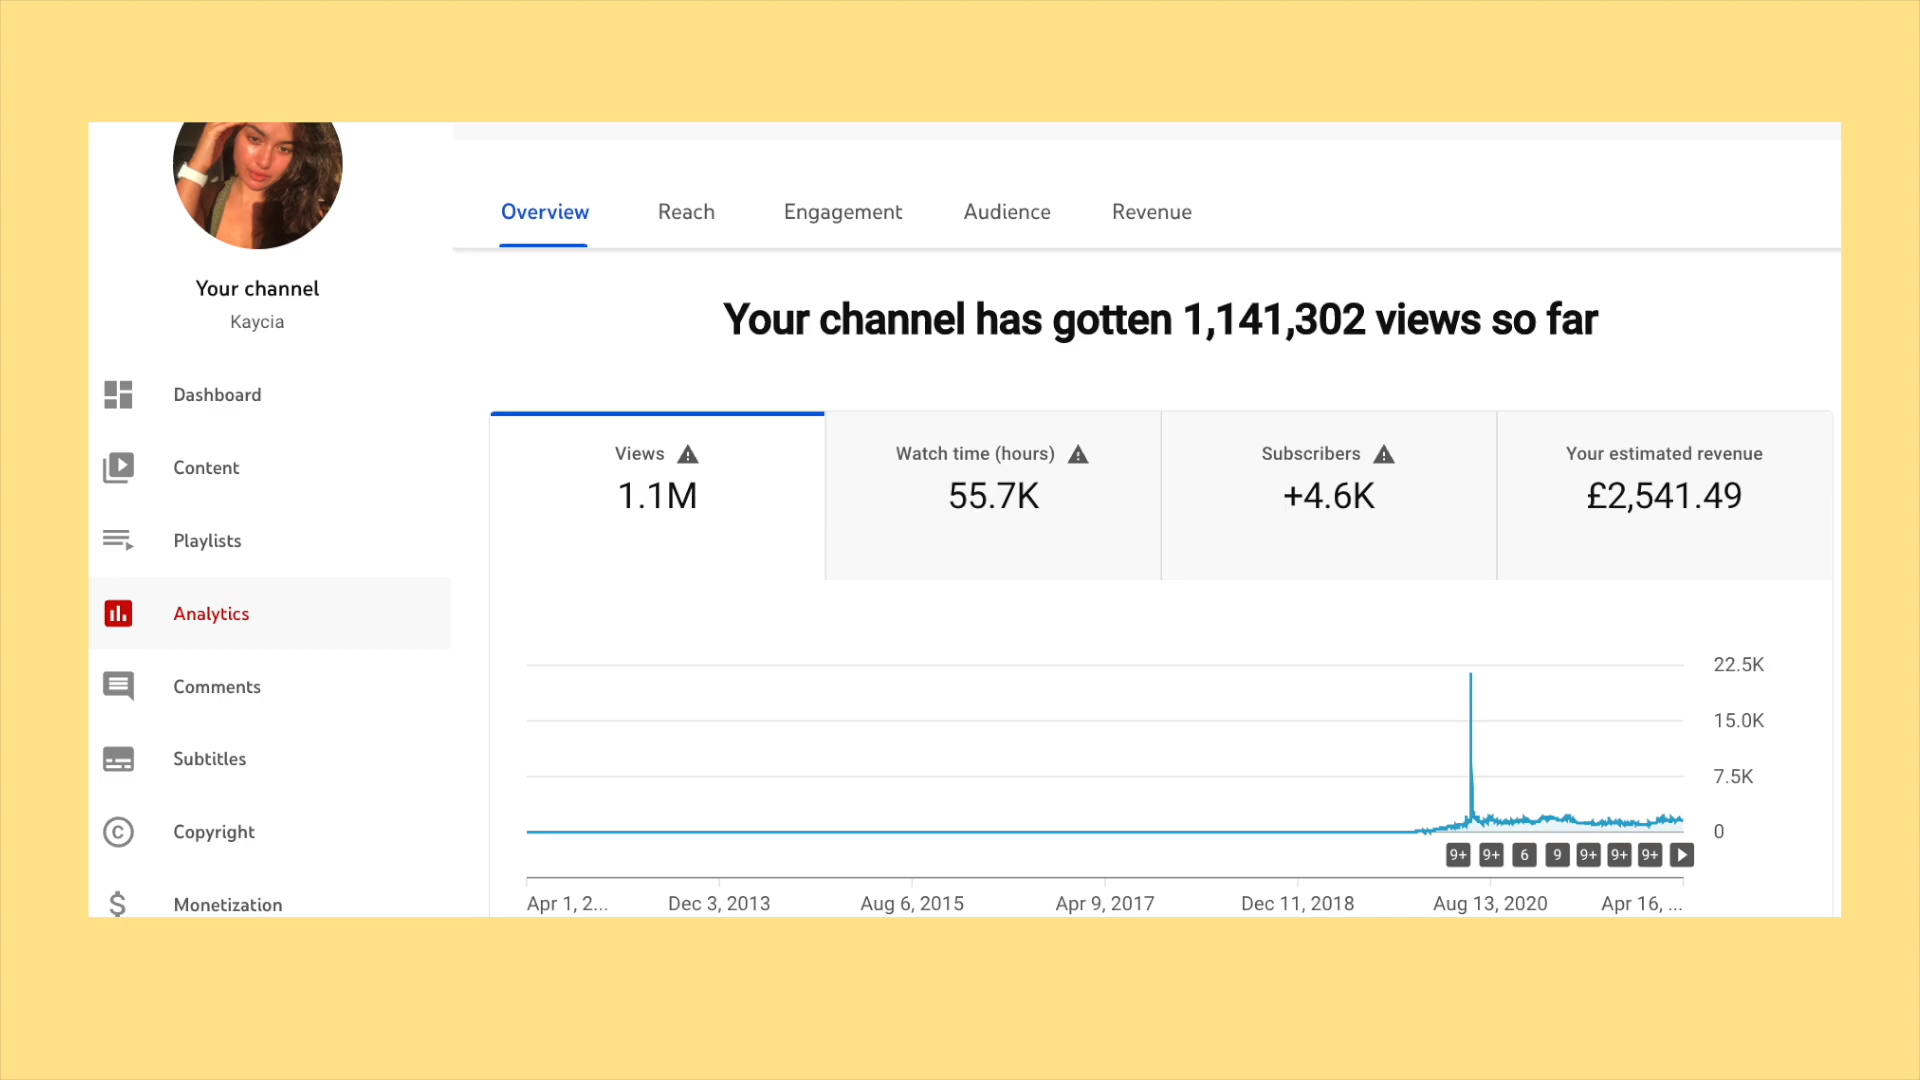 Your channel
Kaycia
Dashboard
Content
Playlists
Analytics
Comments
Subtitles
Copyright
Monetization
Overview Reach Engagement Audience Revenue
Your channel has gotten 1,141,302 views so far
Views Watch time (hours) Subscribers Your estimated revenue
1.1M 55.7K +4.6K £2,541.49
22.5K
15.0K
7.5K
0
9+ 9+ 6 9 9+ 9+ 9+
Apr 1, 2... Dec 3, 2013 Aug 6, 2015 Apr 9, 2017 Dec 11, 2018 Aug 13, 2020 Apr 16, ...